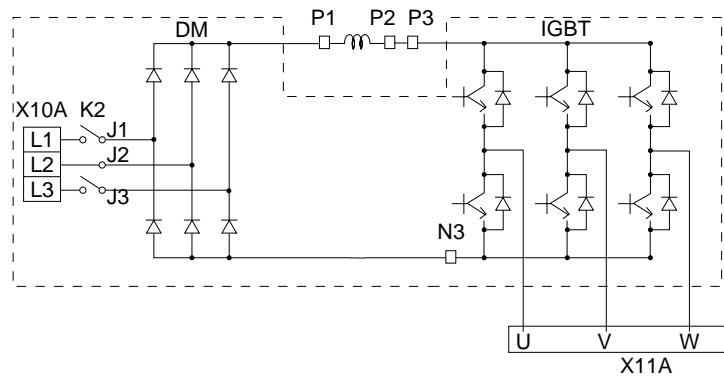 P1 P2 P3
DM IGBT
X10A K2
L1 J1
L2 J2
L3 J3
N3
U V W
X11A